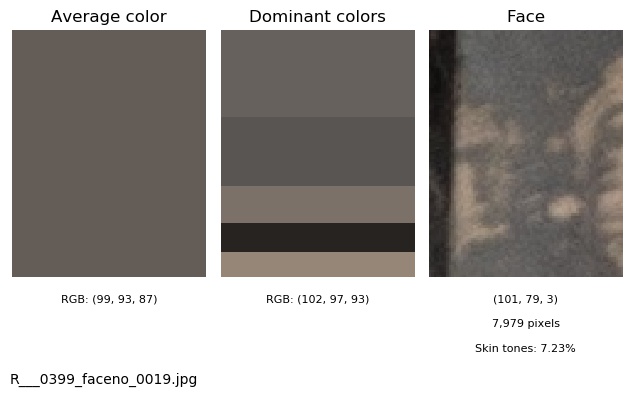 Average color
Dominant colors
Face
RGB: (99, 93, 87)
RGB: (102, 97, 93)
(101, 79, 3)
7,979 pixels
Skin tones: 7.23%
R___0399_faceno_0019.jpg